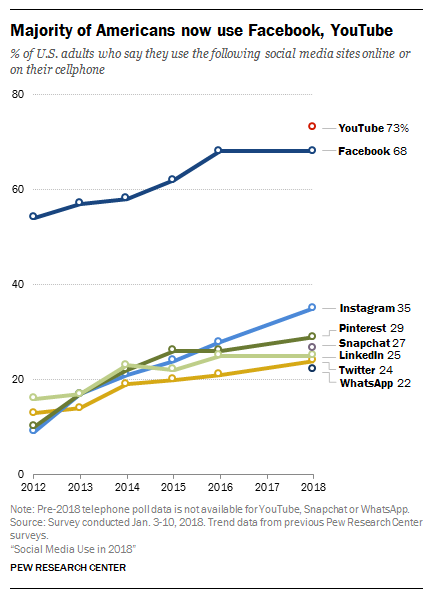 Majority of Americans now use Facebook, YouTube
% of U.S. adults who say they use the following social media sites online or
on their cellphone
80
YouTube 73%
Facebook 68
60
40
Instagram 35
Pinterest 29
Snapchat 27
LinkedIn 25
Twitter 24
WhatsApp 22
20
0
2012 2013 2014 2015 2016 2017 2018
Note: Pre-2018 telephone poll data is not available for YouTube, Snapchat or WhatsApp.
Source: Survey conducted Jan. 3-10, 2018. Trend data from previous Pew Research Center
surveys.
“Social Media Use in 2018”
PEW RESEARCH CENTER